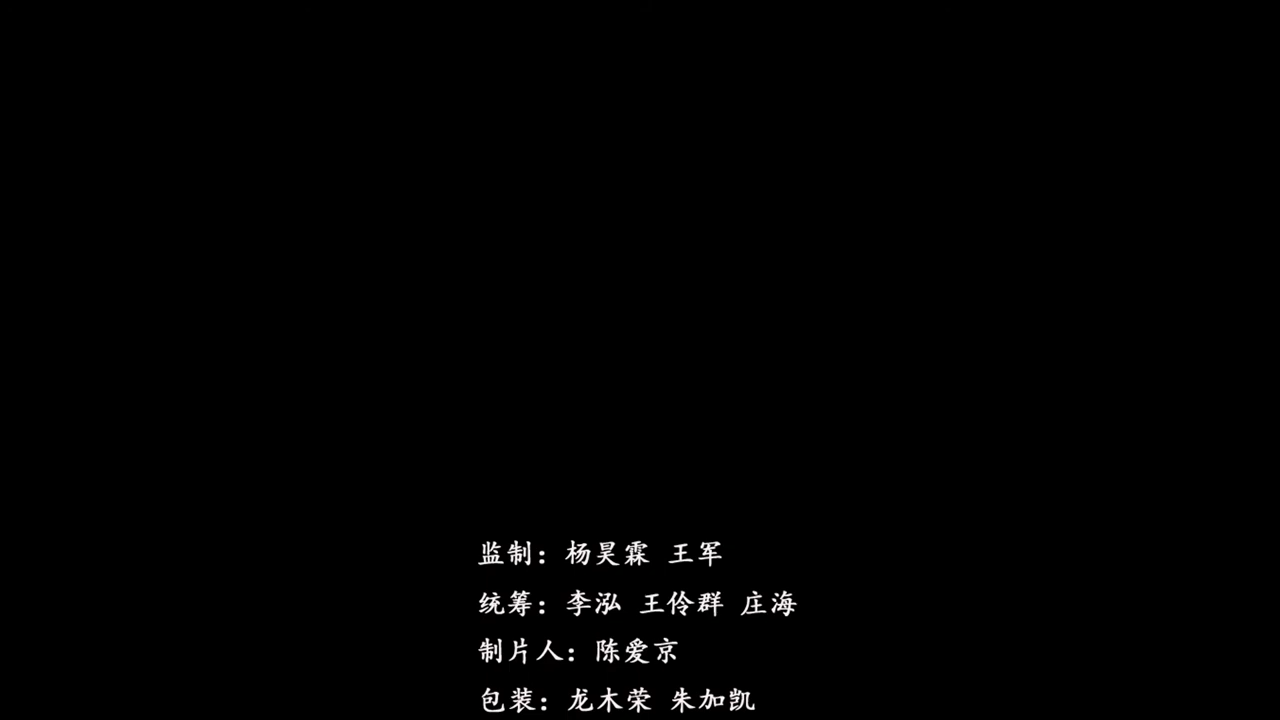 监制：杨昊霖 王军
统筹：李泓 王伶群 庄海
制片人：陈爱京
包装：龙木荣 朱加凯